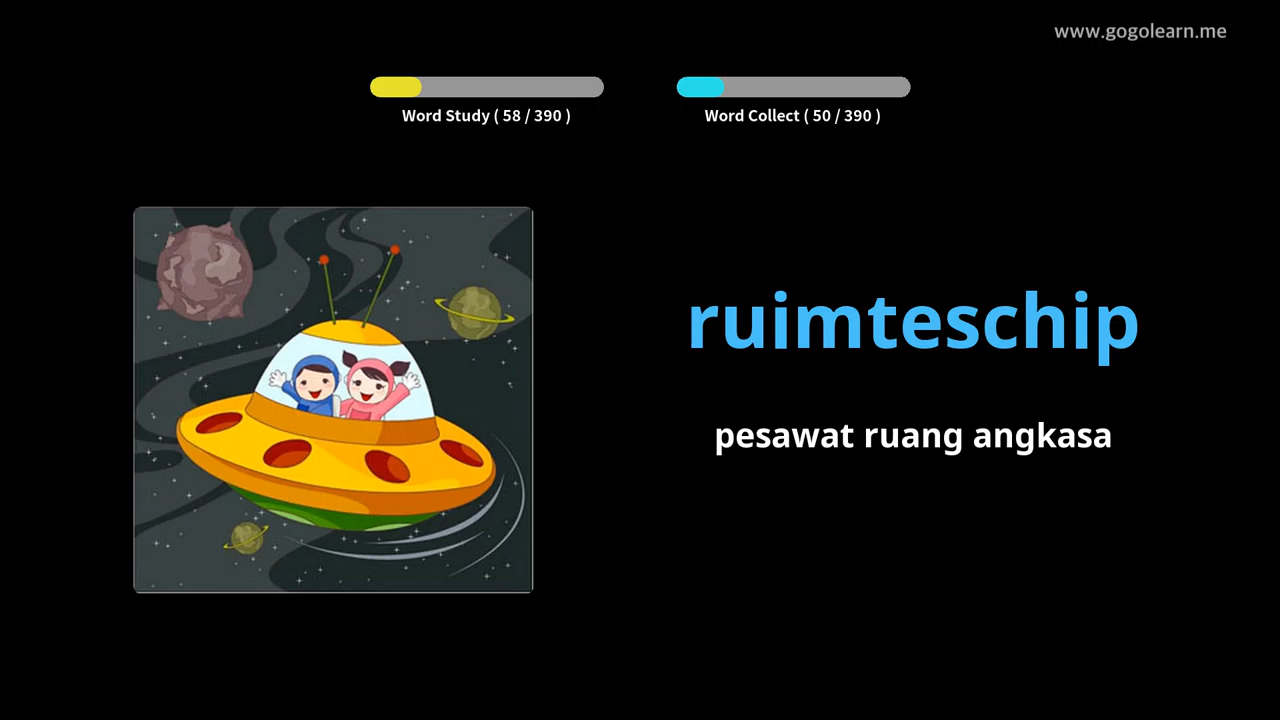 www.gogolearn.me
Word Study ( 58 / 390 )
Word Collect ( 50 / 390 )
ruimteschip
pesawat ruang angkasa